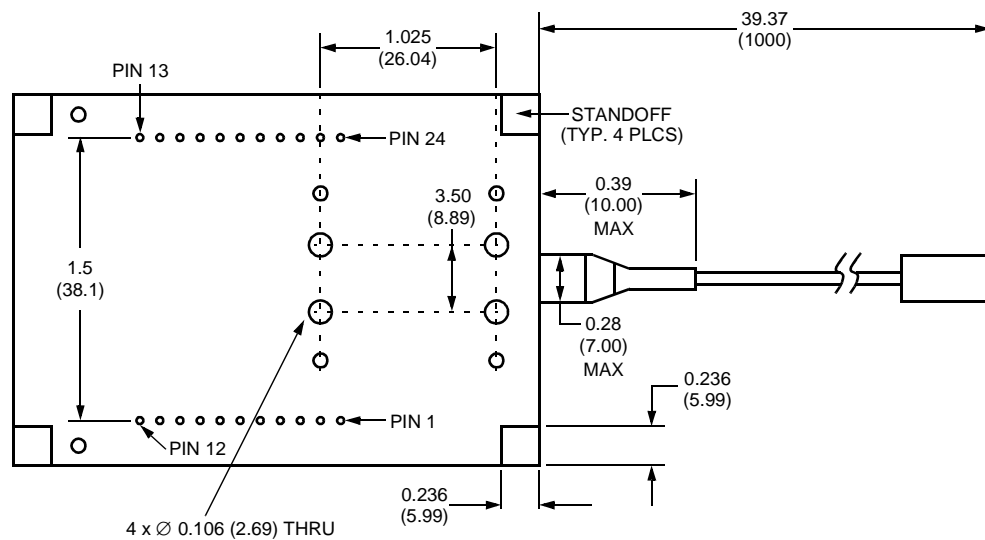 39.37
(1000)
1.025
(26.04)
PIN 13
STANDOFF
(TYP. 4 PLCS)
PIN 24
0.39
(10.00)
MAX
3.50
(8.89)
1.5
(38.1)
0.28
(7.00)
MAX
0.236
(5.99)
PIN 1
PIN 12
0.236
(5.99)
4 x ∅ 0.106 (2.69) THRU